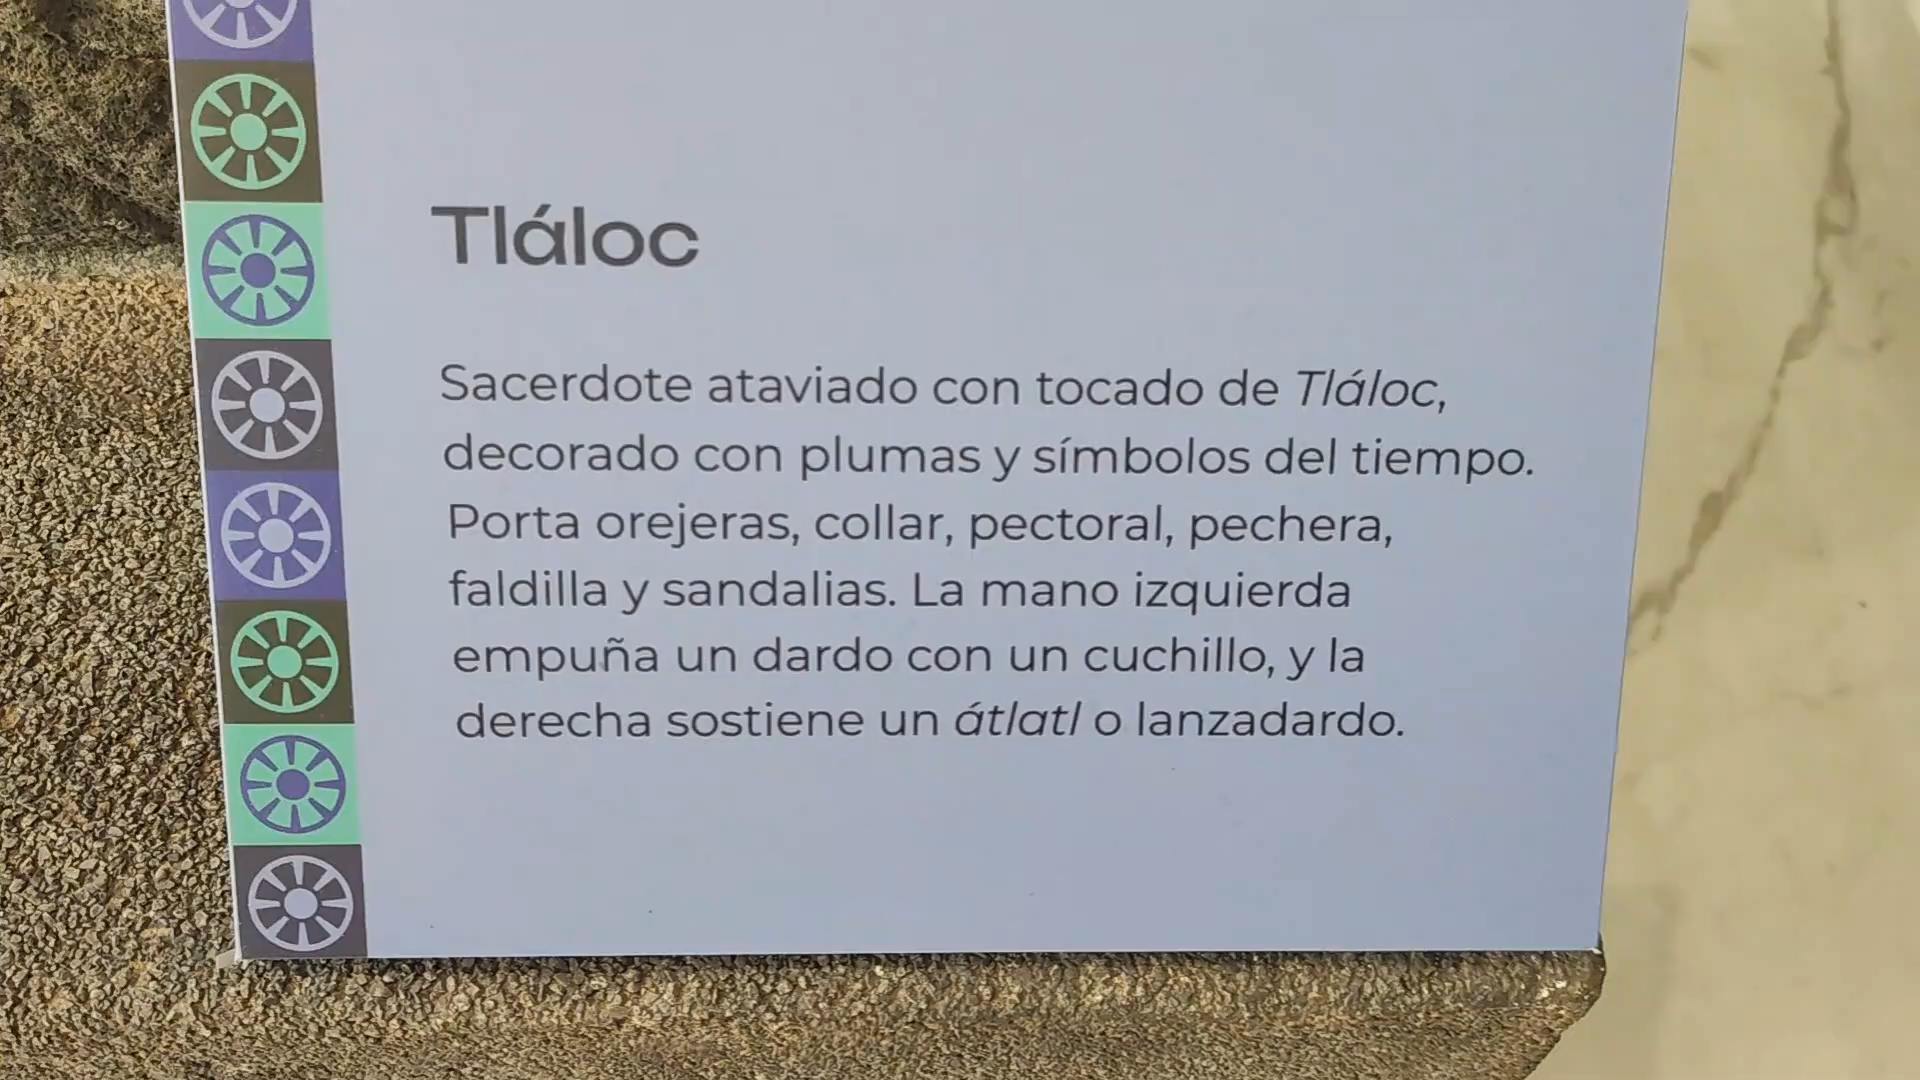 Tláloc
Sacerdote ataviado con tocado de Tláloc,
decorado con plumas y símbolos del tiempo.
Porta orejeras, collar, pectoral, pechera,
faldilla y sandalias. La mano izquierda
empuña un dardo con un cuchillo, y la
derecha sostiene un átlatl o lanzadardo.